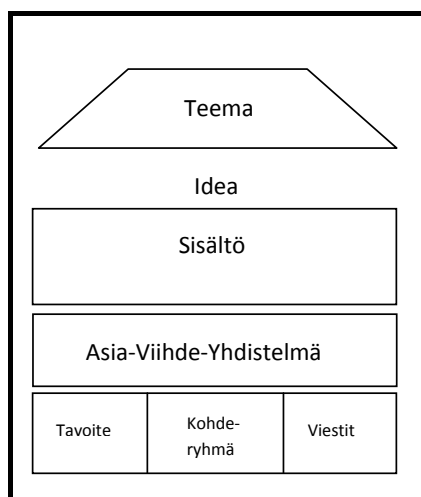 Teema
Idea
Sisältö
Asia-Viihde-Yhdistelmä
Tavoite
Kohde-
ryhmä
Viestit